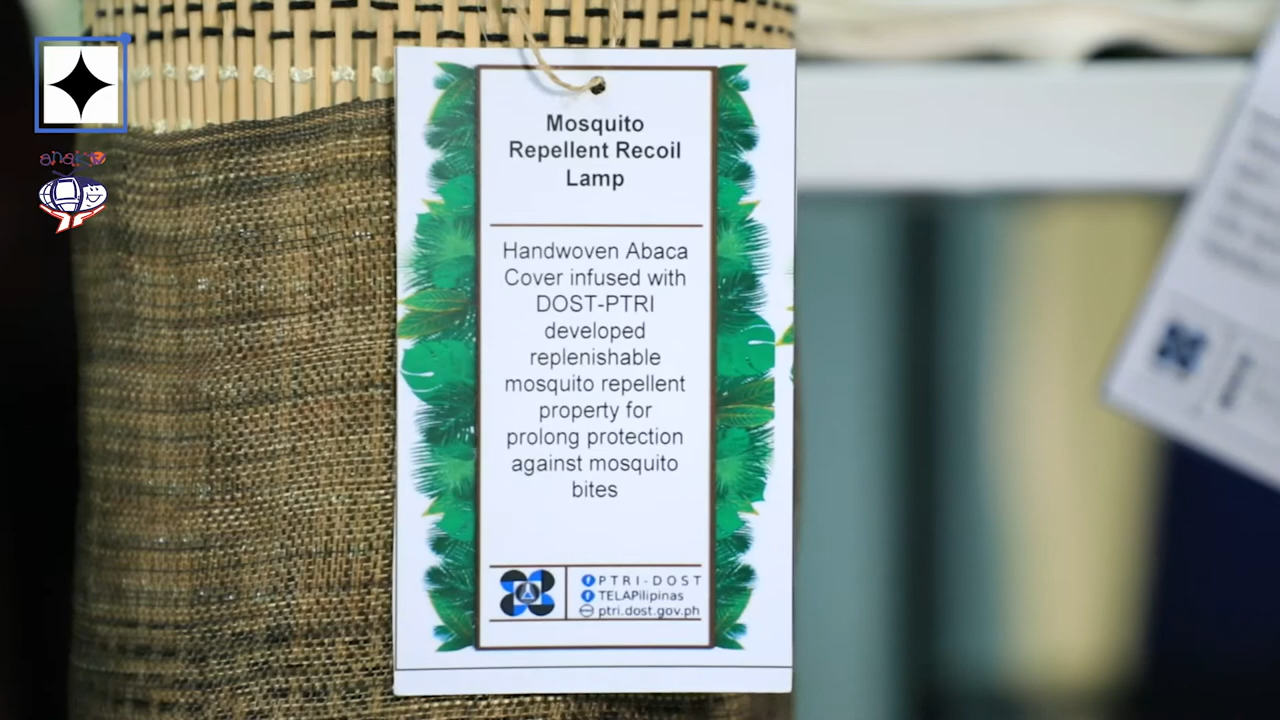 Mosquito
Repellent Recoil
Lamp
Handwoven Abaca
Cover infused with
DOST-PTRI
developed
replenishable
mosquito repellent
property for
prolong protection
against mosquito
bites
PTRI-DOST
TELAPilipinas
ptri.dost.gov.ph